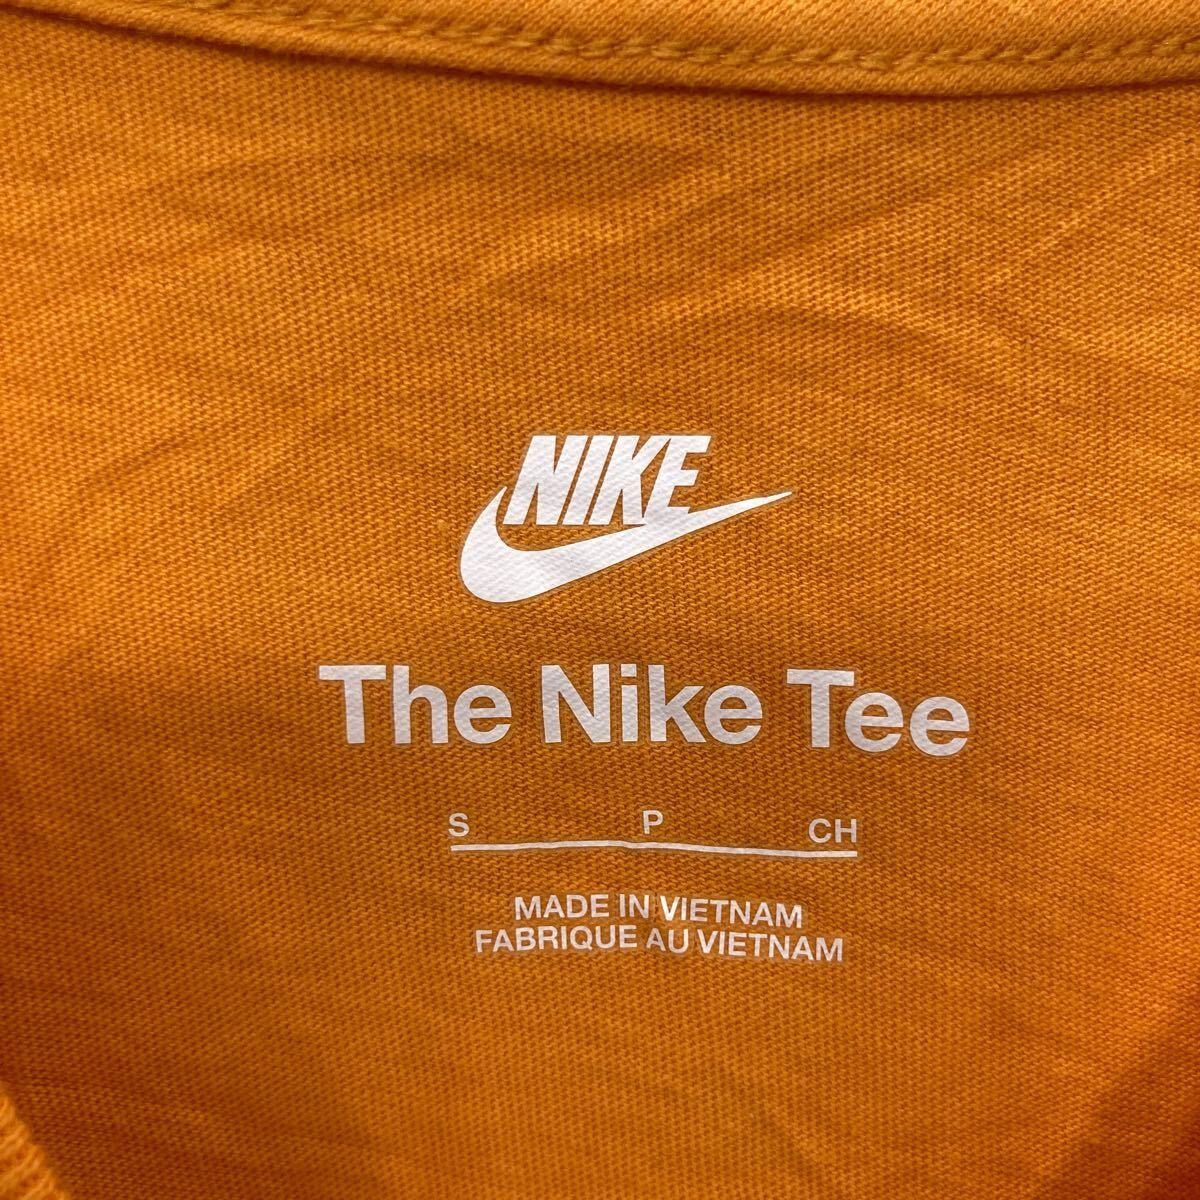 NIKE
The Nike Tee
S P CH
MADE IN VIETNAM
FABRIQUE AU VIETNAM